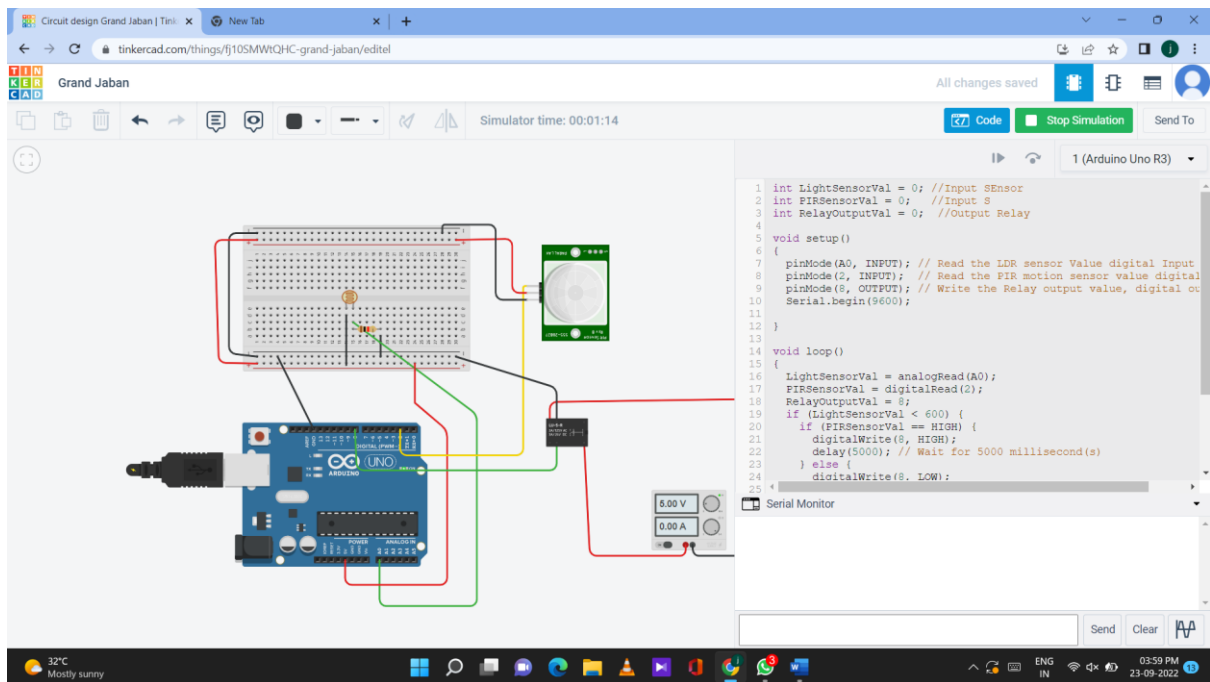 Circuit design Grand Jaban | Tink
New Tab
tinkercad.com/things/fj10SMWtQHC-grand-jaban/editel
j
TIN
KER
CAD
Grand Jaban
All changes saved
Simulator time: 00:01:14
Code
Stop Simulation
Send To
1 (Arduino Uno R3)
1 int LightSensorVal = 0; //Input SEnsor
2 int PIRSensorVal = 0; //Input S
3 int RelayOutputVal = 0; //Output Relay
4
5 void setup()
6 {
7 pinMode(A0, INPUT); // Read the LDR sensor Value digital Input
8 pinMode(2, INPUT); // Read the PIR motion sensor value digital
9 pinMode(8, OUTPUT); // Write the Relay output value, digital ou
10 Serial.begin(9600);
11
12 }
13
14 void loop()
15 {
16 LightSensorVal = analogRead(A0);
17 PIRSensorVal = digitalRead(2);
18 RelayOutputVal = 8;
19 if (LightSensorVal < 600) {
20 if (PIRSensorVal == HIGH) {
21 digitalWrite(8, HIGH);
22 delay(5000); // Wait for 5000 millisecond(s)
23 } else {
24 digitalWrite(8, LOW);
25
DIGITAL (PWM
UNO
ARDUINO
POWER
ANALOG IN
5.00 V
0.00 A
Serial Monitor
Send
Clear
32°C
Mostly sunny
3
ENG
IN
03:59 PM
23-09-2022
13